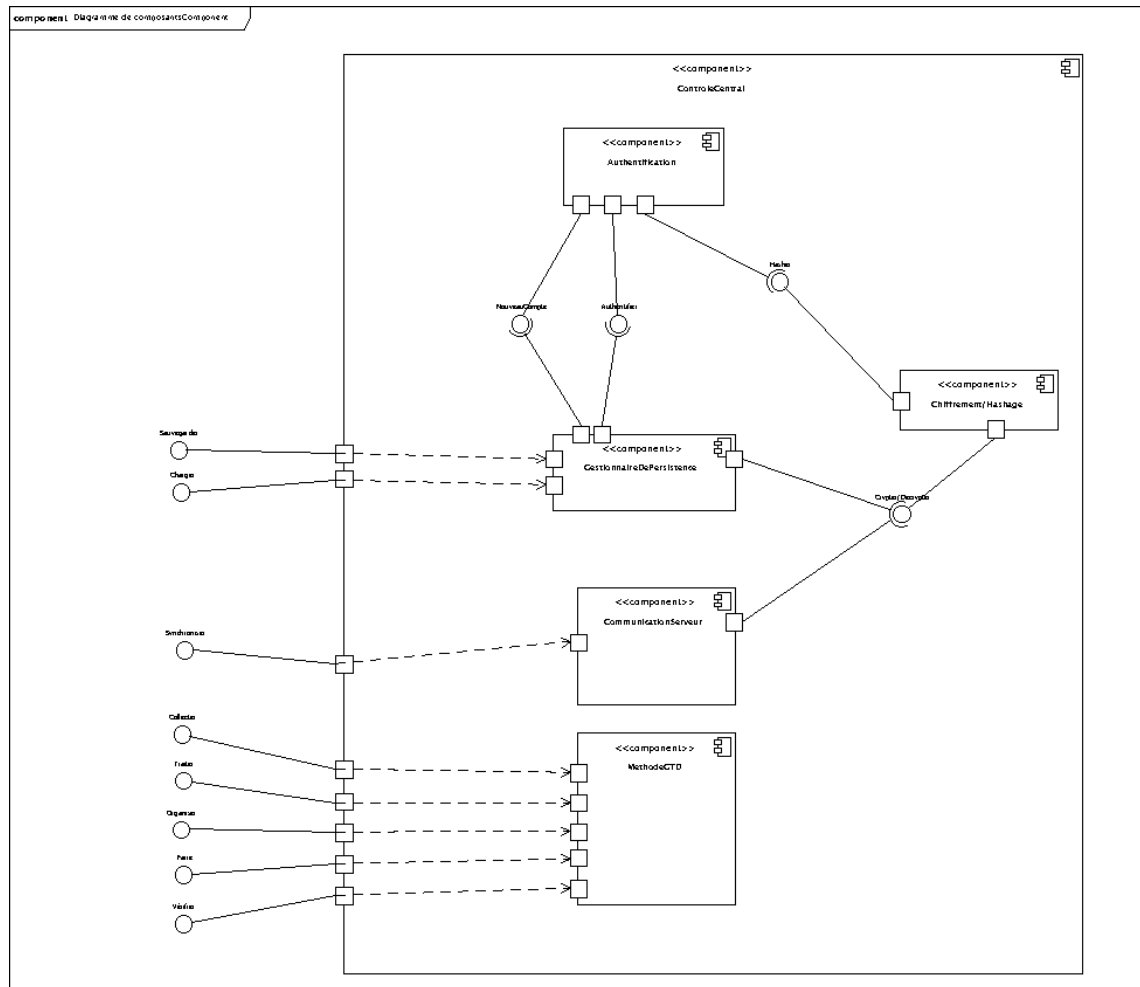 component Diagramme de composantsComponent
<<component>>
ControleCentral
<<component>>
Authentification
Hasher
NouveauCompte
Authentifier
<<component>>
Chiffrement/Hashage
Sauvegarder
<<component>>
GestionnaireDePersistence
Charger
Crypter/Decrypter
<<component>>
CommunicationServeur
Synchroniser
Collecter
<<component>>
MethodeGTD
Traiter
Organiser
Faire
Vérifier